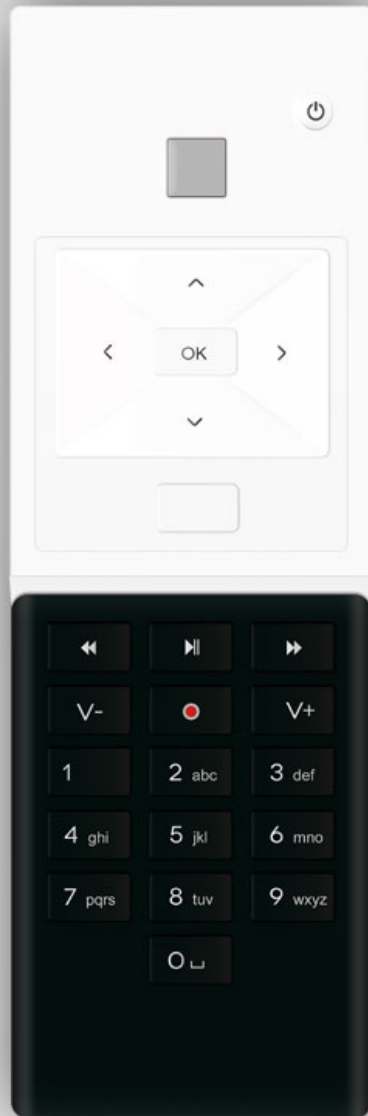 OK
V- V+
1 2 abc 3 def
4 ghi 5 jkl 6 mno
7 pqrs 8 tuv 9 wxyz
0